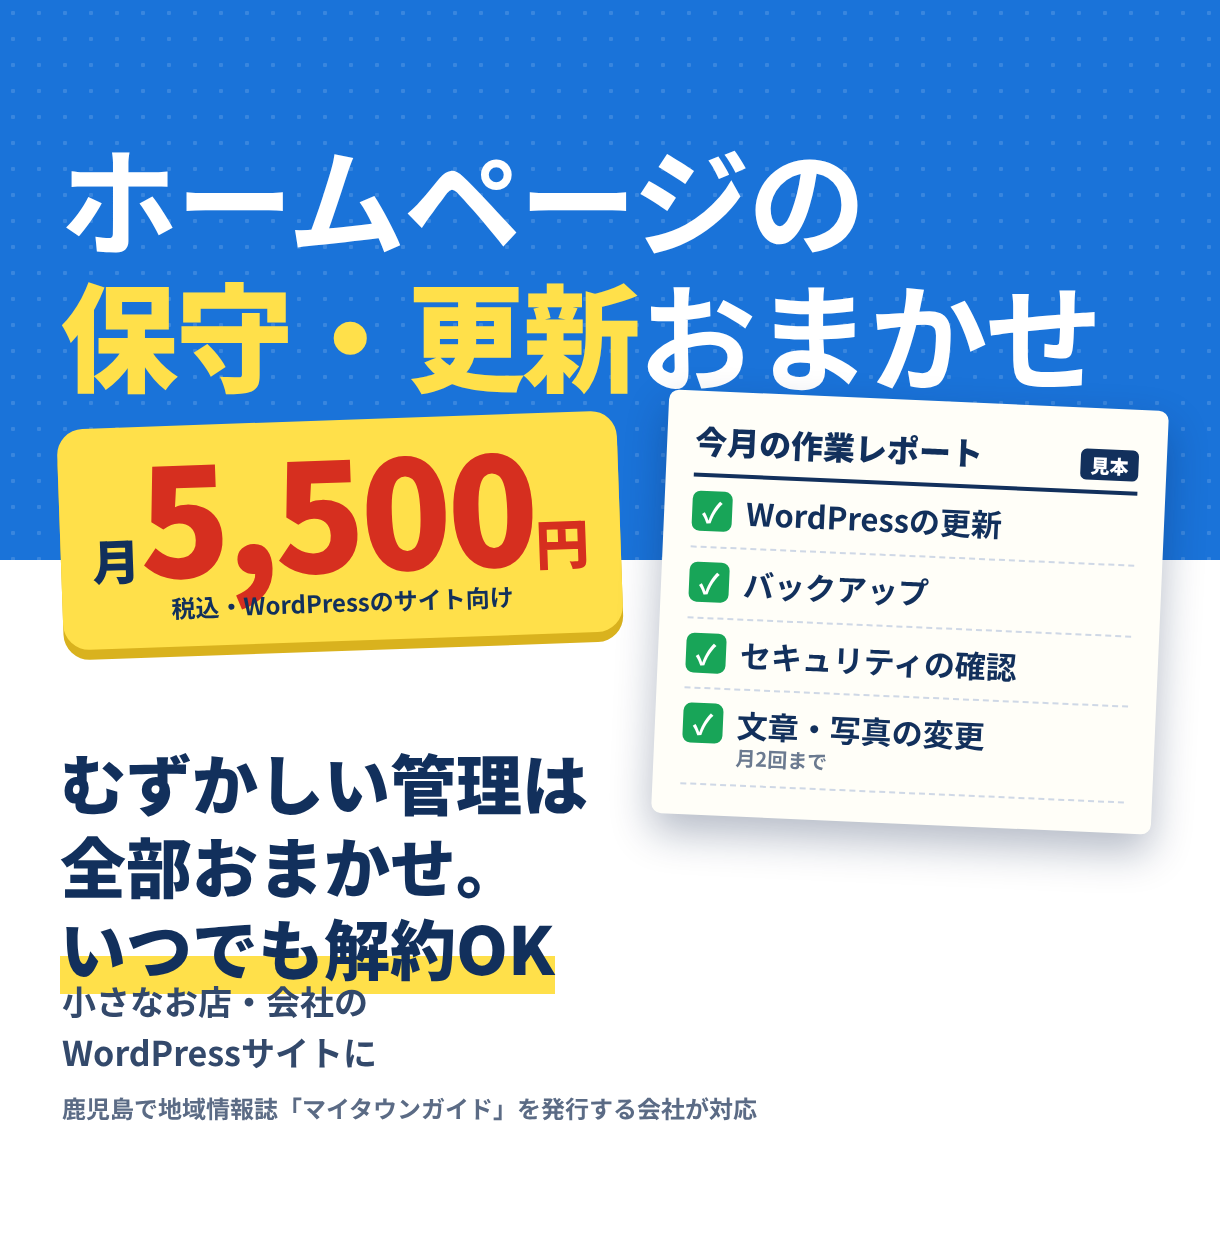 ホームページの
保守・更新おまかせ
月5,500円
税込・WordPressのサイト向け
今月の作業レポート
見本
WordPressの更新
バックアップ
セキュリティの確認
文章・写真の変更
月2回まで
むずかしい管理は
全部おまかせ。
いつでも解約OK
小さなお店・会社の
WordPressサイトに
鹿児島で地域情報誌「マイタウンガイド」を発行する会社が対応